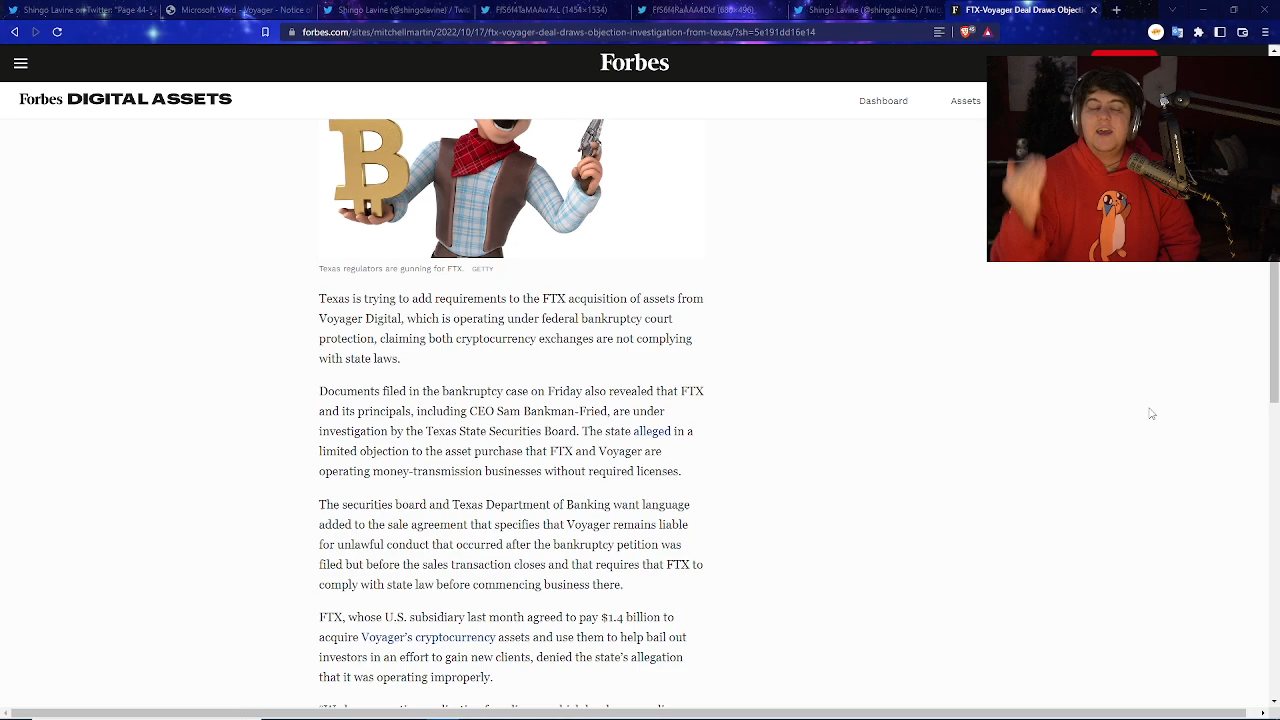 Shingo Lavine on Twitter "Page 44-
Microsoft Word - Voyager - Notice o
Shingo Lavine (@shingolavine) / Twitt
FfS6f4TaMAAw7xL (1454×1534)
FfS6f4RaAAA4Dkf (680×496)
Shingo Lavine (@shingolavine) / Twitt
FTX-Voyager Deal Draws Objecti
forbes.com/sites/mitchellmartin/2022/10/17/ftx-voyager-deal-draws-objection-investigation-from-texas/?sh=5e191dd16e14
Forbes
Forbes DIGITAL ASSETS
Dashboard
Assets
B
Texas regulators are gunning for FTX. GETTY
Texas is trying to add requirements to the FTX acquisition of assets from
Voyager Digital, which is operating under federal bankruptcy court
protection, claiming both cryptocurrency exchanges are not complying
with state laws.
Documents filed in the bankruptcy case on Friday also revealed that FTX
and its principals, including CEO Sam Bankman-Fried, are under
investigation by the Texas State Securities Board. The state alleged in a
limited objection to the asset purchase that FTX and Voyager are
operating money-transmission businesses without required licenses.
The securities board and Texas Department of Banking want language
added to the sale agreement that specifies that Voyager remains liable
for unlawful conduct that occurred after the bankruptcy petition was
filed but before the sales transaction closes and that requires that FTX to
comply with state law before commencing business there.
FTX, whose U.S. subsidiary last month agreed to pay $1.4 billion to
acquire Voyager's cryptocurrency assets and use them to help bail out
investors in an effort to gain new clients, denied the state's allegation
that it was operating improperly.